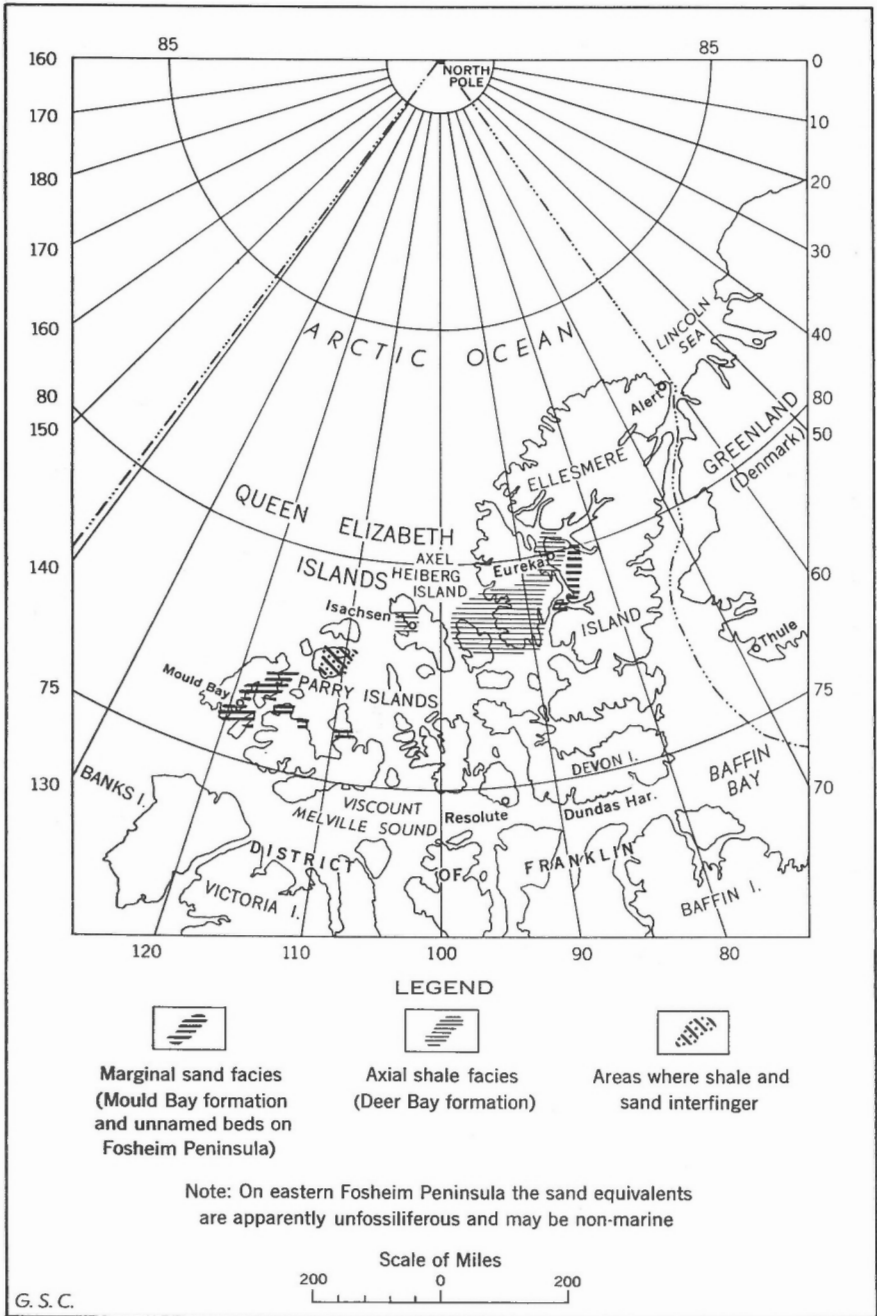 85
85
160
0
NORTH
POLE
170
10
180
20
170
30
160
40
LINCOLN
SEA
ARCTIC OCEAN
80
80
150
50
Alert
GREENLAND
(Denmark)
ELLESMERE
QUEEN ELIZABETH
ISLANDS
AXEL
HEIBERG
ISLAND
Eureka
140
60
Isachsen
ISLAND
Thule
Mould Bay
PARRY ISLANDS
75
75
130
70
BANKS I.
DEVON I.
BAFFIN
BAY
VISCOUNT
MELVILLE SOUND
Resolute
Dundas Har.
DISTRICT OF FRANKLIN
VICTORIA I.
BAFFIN I.
120
110
100
90
80
LEGEND
Marginal sand facies
(Mould Bay formation
and unnamed beds on
Fosheim Peninsula)
Axial shale facies
(Deer Bay formation)
Areas where shale and
sand interfinger
Note: On eastern Fosheim Peninsula the sand equivalents
are apparently unfossiliferous and may be non-marine
Scale of Miles
200
0
200
G. S. C.